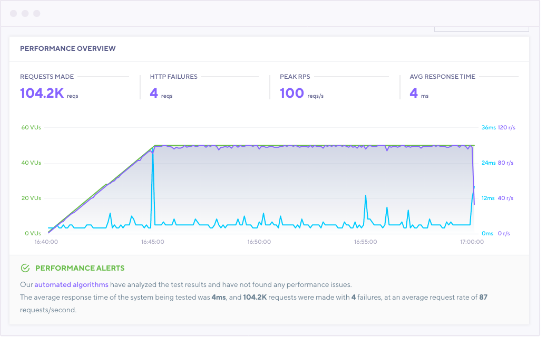 PERFORMANCE OVERVIEW
REQUESTS MADE
104.2K reqs
HTTP FAILURES
4 reqs
PEAK RPS
100 reqs/s
AVG RESPONSE TIME
4 ms
60 VUs
40 VUs
20 VUs
0 VUs
36ms 120 r/s
24ms 80 r/s
12ms 40 r/s
0ms 0 r/s
16:40:00 16:45:00 16:50:00 16:55:00 17:00:00
PERFORMANCE ALERTS
Our automated algorithms have analyzed the test results and have not found any performance issues.
The average response time of the system being tested was 4ms, and 104.2K requests were made with 4 failures, at an average request rate of 87
requests/second.